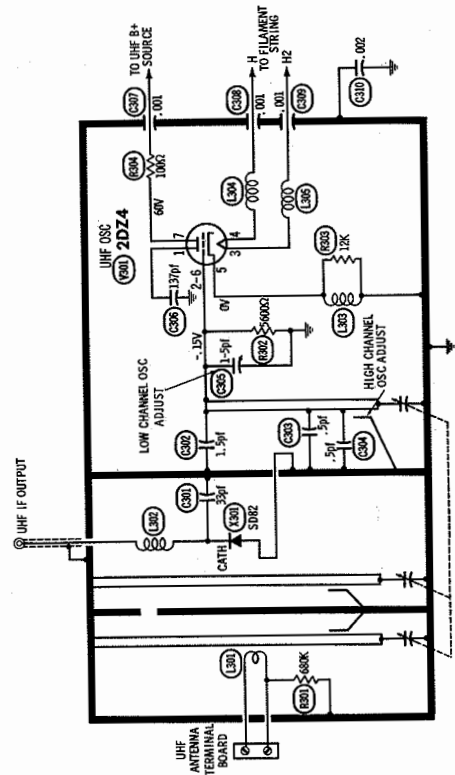 UHF IF OUTPUT
UHF
ANTENNA
TERMINAL
BOARD
L301
R301
680K
L302
CATH
X301
SD82
C301
33pf
C302
1.5pf
LOW CHANNEL OSC
ADJUST
C303
.5pf
.5pf
C304
HIGH CHANNEL
OSC ADJUST
C305
1-5pf
R302
5600Ω
-.15V
C306
137pf
2-6
UHF OSC
V301 2DZ4
1
7
5
3
4
0V
60V
R304
100Ω
C307
.001
TO UHF B+
SOURCE
L304
L305
C308
.001
H
TO FILAMENT
STRING
H2
.001
C309
L303
R303
12K
C310
.002